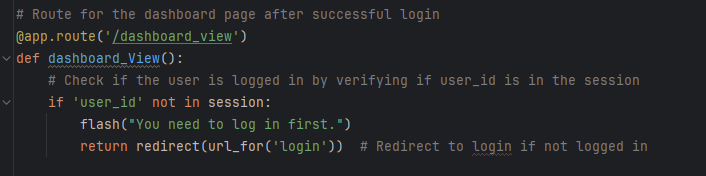 # Route for the dashboard page after successful login
@app.route('/dashboard_view')
def dashboard_View():
    # Check if the user is logged in by verifying if user_id is in the session
    if 'user_id' not in session:
        flash("You need to log in first.")
        return redirect(url_for('login'))  # Redirect to login if not logged in